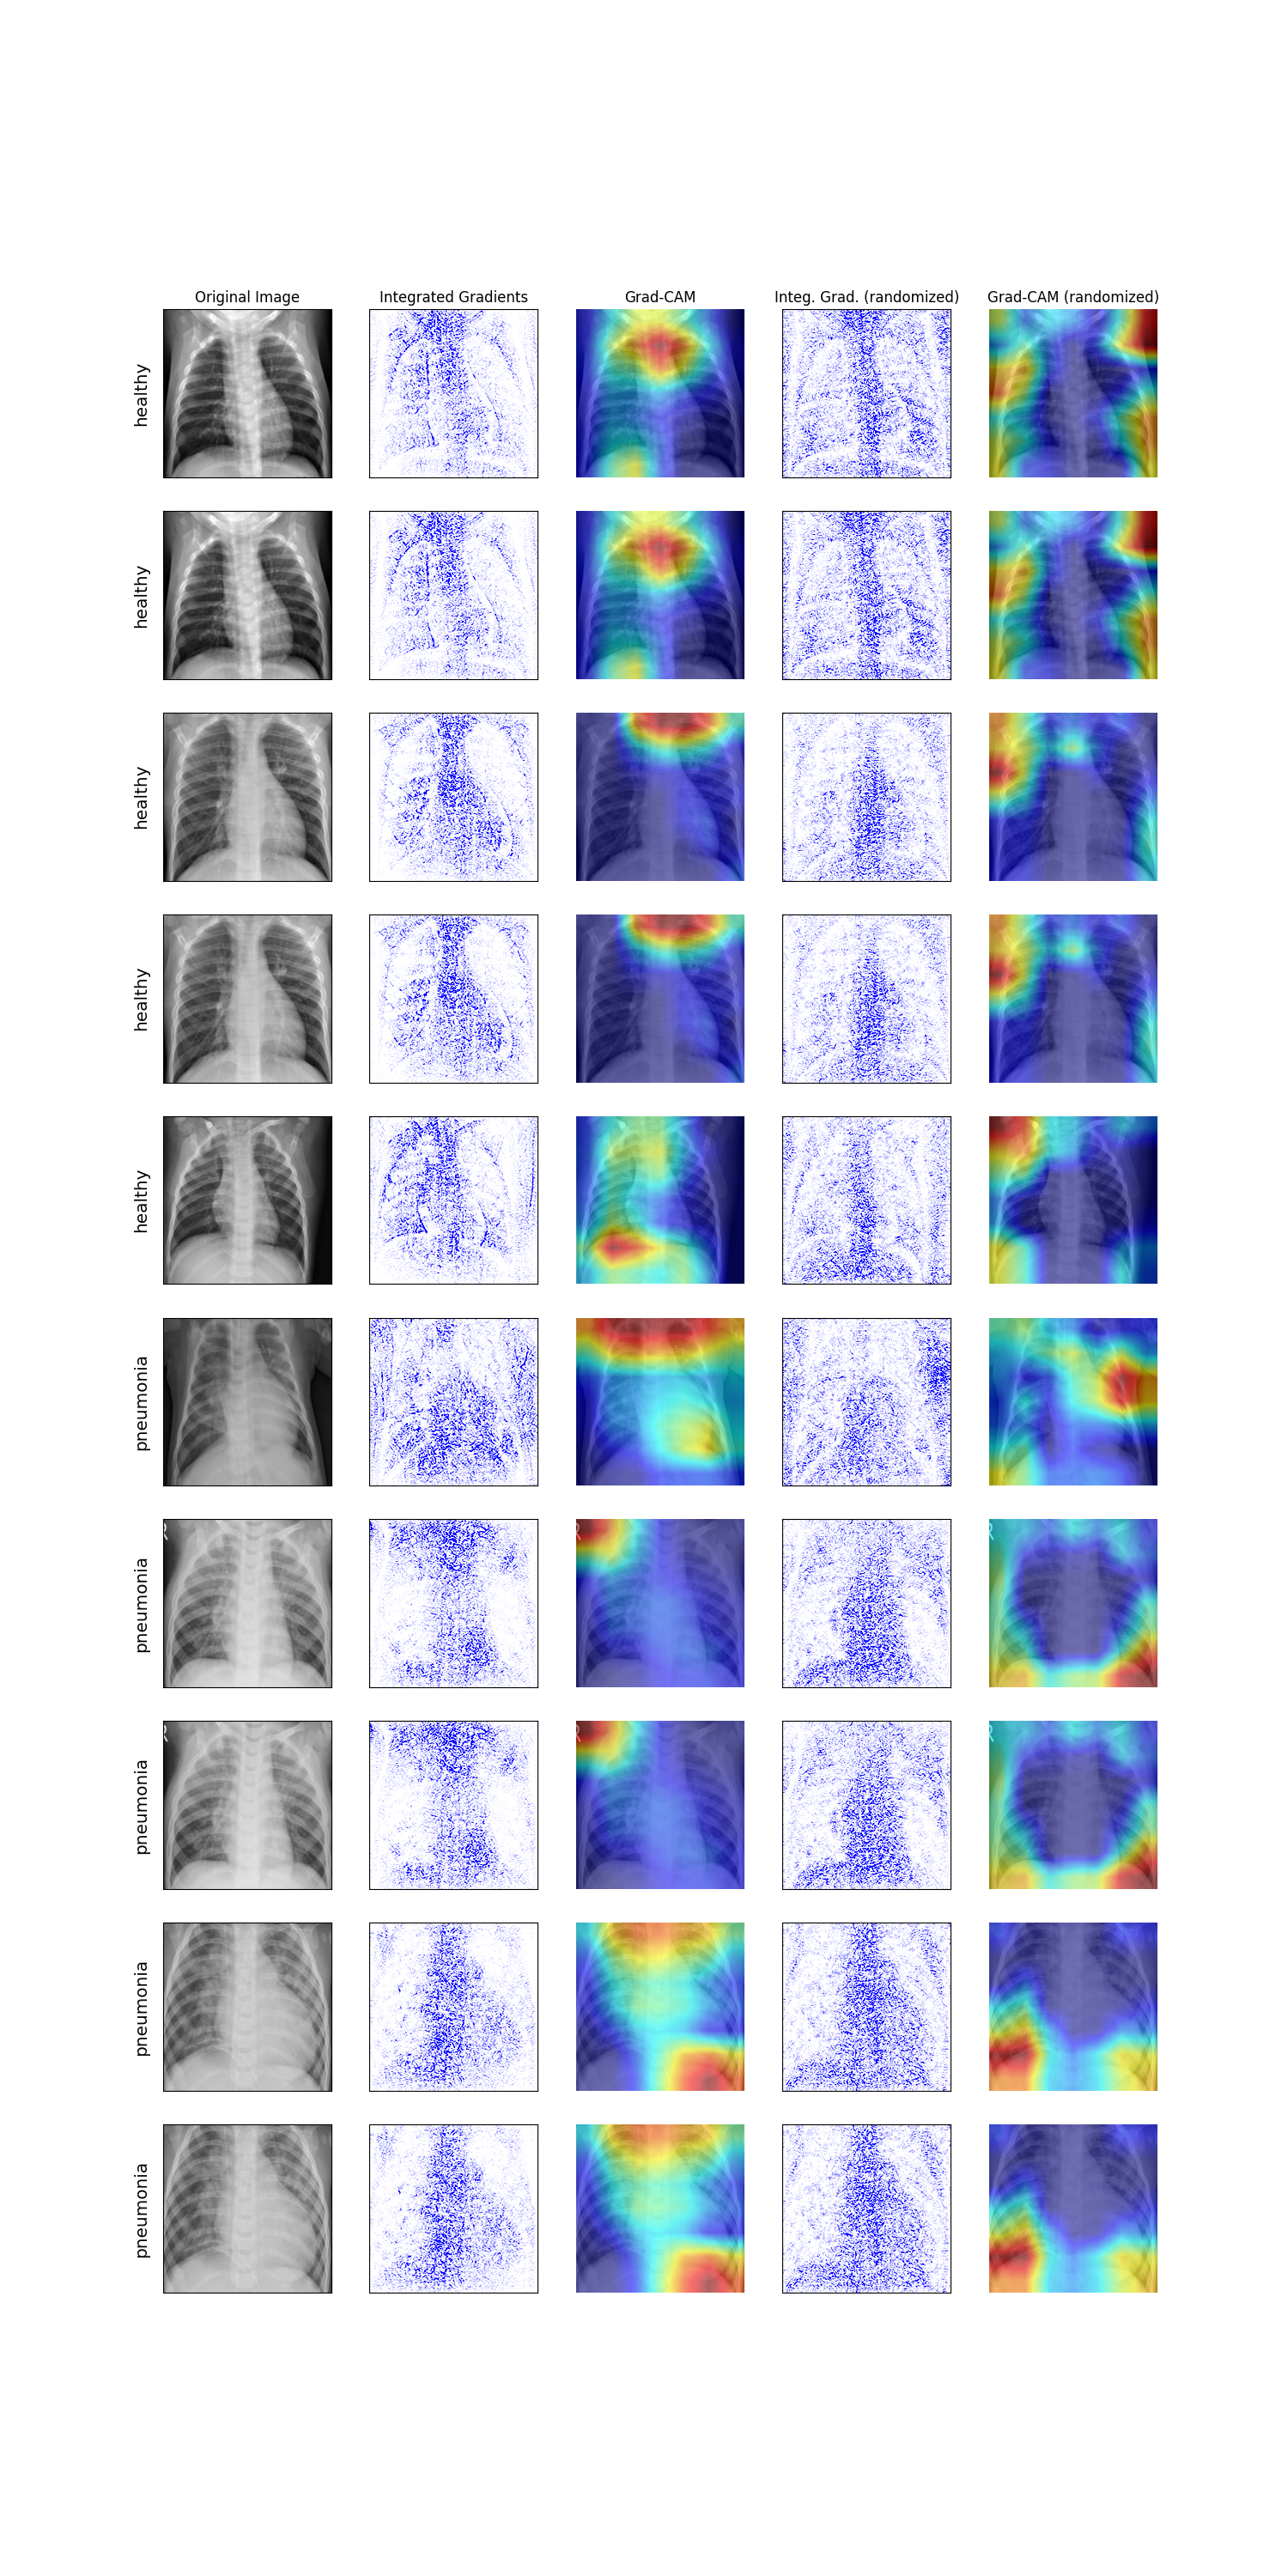 Original Image
Integrated Gradients
Grad-CAM
Integ. Grad. (randomized)
Grad-CAM (randomized)
healthy
healthy
healthy
healthy
healthy
pneumonia
pneumonia
pneumonia
pneumonia
pneumonia